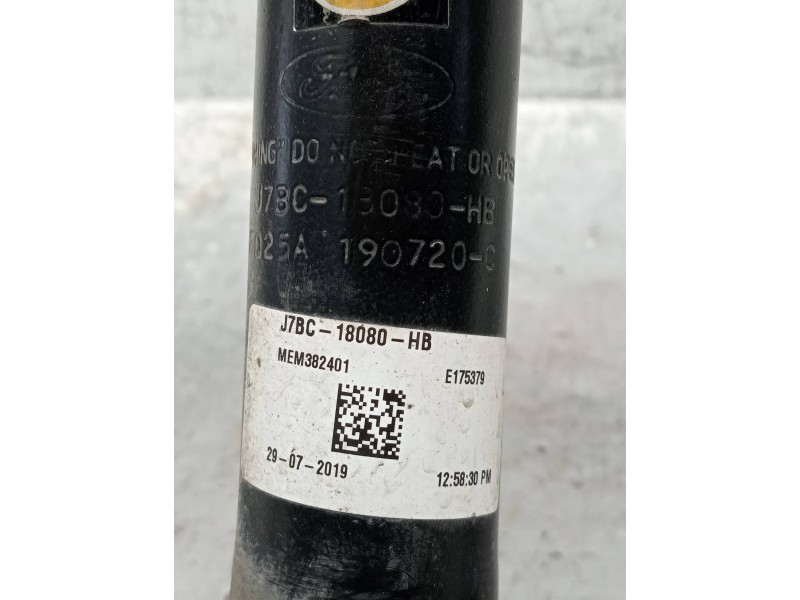 DO NOT HEAT OR
J7BC-18080-HB
025A 190720-C
J7BC-18080-HB
MEM382401
E175379
29-07-2019
12:58:30 PM